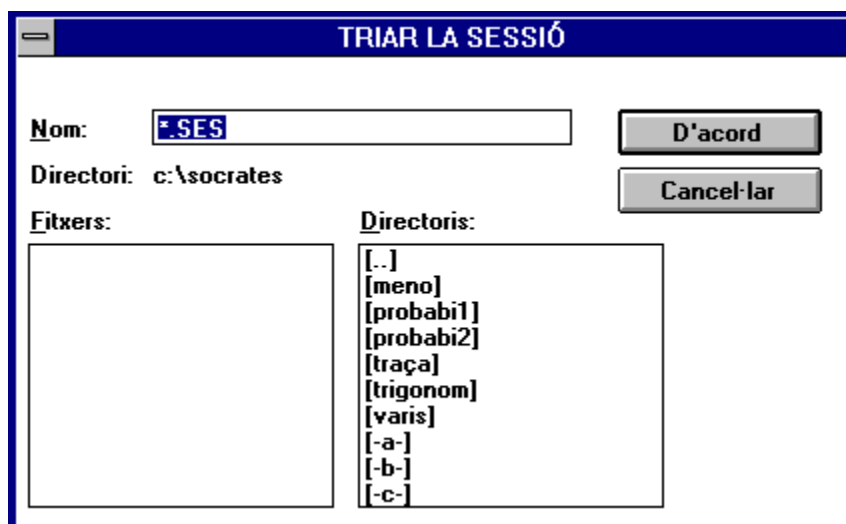 TRIAR LA SESSIÓ
Nom: *.SES
D'acord
Directori: c:\socrates
Cancel·lar
Fitxers:
Directoris:
[..]
[meno]
[probabi1]
[probabi2]
[traça]
[trigonom]
[varis]
[-a-]
[-b-]
[-c-]